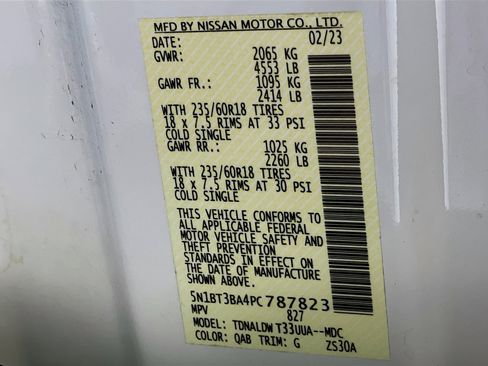 MFD BY NISSAN MOTOR CO., LTD.
DATE: 02/23
GVWR: 2065 KG
4553 LB
GAWR FR.: 1095 KG
2414 LB
WITH 235/60R18 TIRES
18 x 7.5 RIMS AT 33 PSI
COLD SINGLE
GAWR RR.: 1025 KG
2260 LB
WITH 235/60R18 TIRES
18 x 7.5 RIMS AT 30 PSI
COLD SINGLE
THIS VEHICLE CONFORMS TO
ALL APPLICABLE FEDERAL
MOTOR VEHICLE SAFETY AND
THEFT PREVENTION
STANDARDS IN EFFECT ON
THE DATE OF MANUFACTURE
SHOWN ABOVE.
5N1BT3BA4PC787823
MPV 827
MODEL: TDNALDW T33UUA--MDC
COLOR: QAB TRIM: G ZS30A